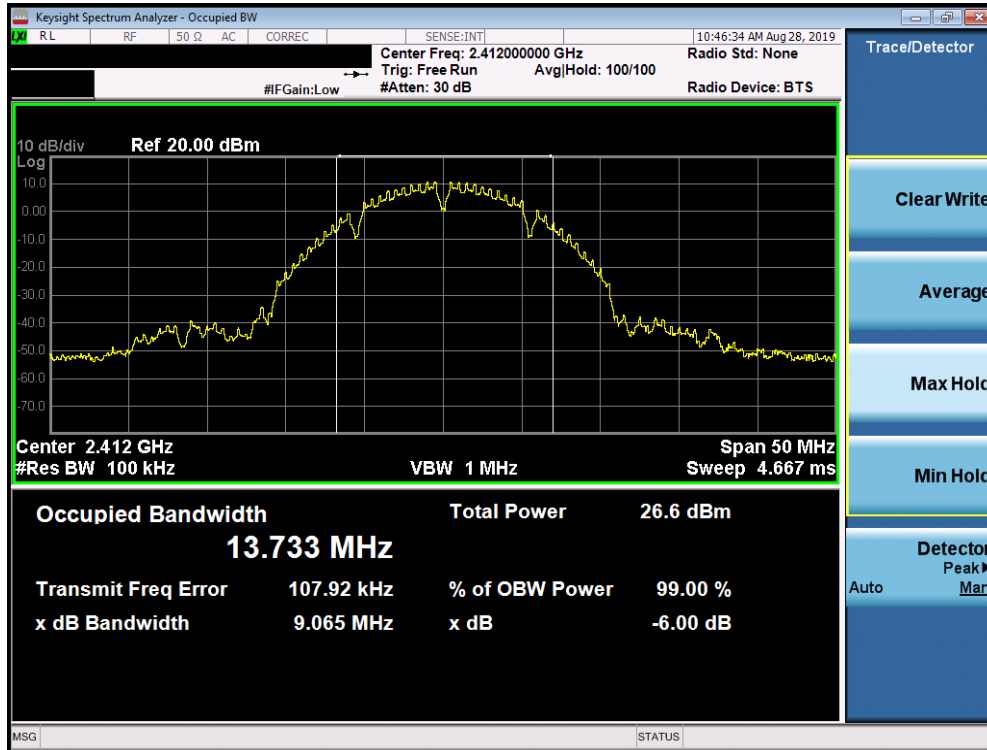 Keysight Spectrum Analyzer - Occupied BW
LXI RL RF 50 Ω AC CORREC SENSE:INT 10:46:34 AM Aug 28, 2019
Center Freq: 2.412000000 GHz Radio Std: None
Trig: Free Run Avg|Hold: 100/100
#IFGain:Low #Atten: 30 dB Radio Device: BTS
Trace/Detector
10 dB/div Ref 20.00 dBm
Log
10.0
0.00
-10.0
-20.0
-30.0
-40.0
-50.0
-60.0
-70.0
Center 2.412 GHz Span 50 MHz
#Res BW 100 kHz VBW 1 MHz Sweep 4.667 ms
Occupied Bandwidth Total Power 26.6 dBm
13.733 MHz
Transmit Freq Error 107.92 kHz % of OBW Power 99.00 %
x dB Bandwidth 9.065 MHz x dB -6.00 dB
Clear Write
Average
Max Hold
Min Hold
Detector
Peak▶
Auto Man
MSG STATUS